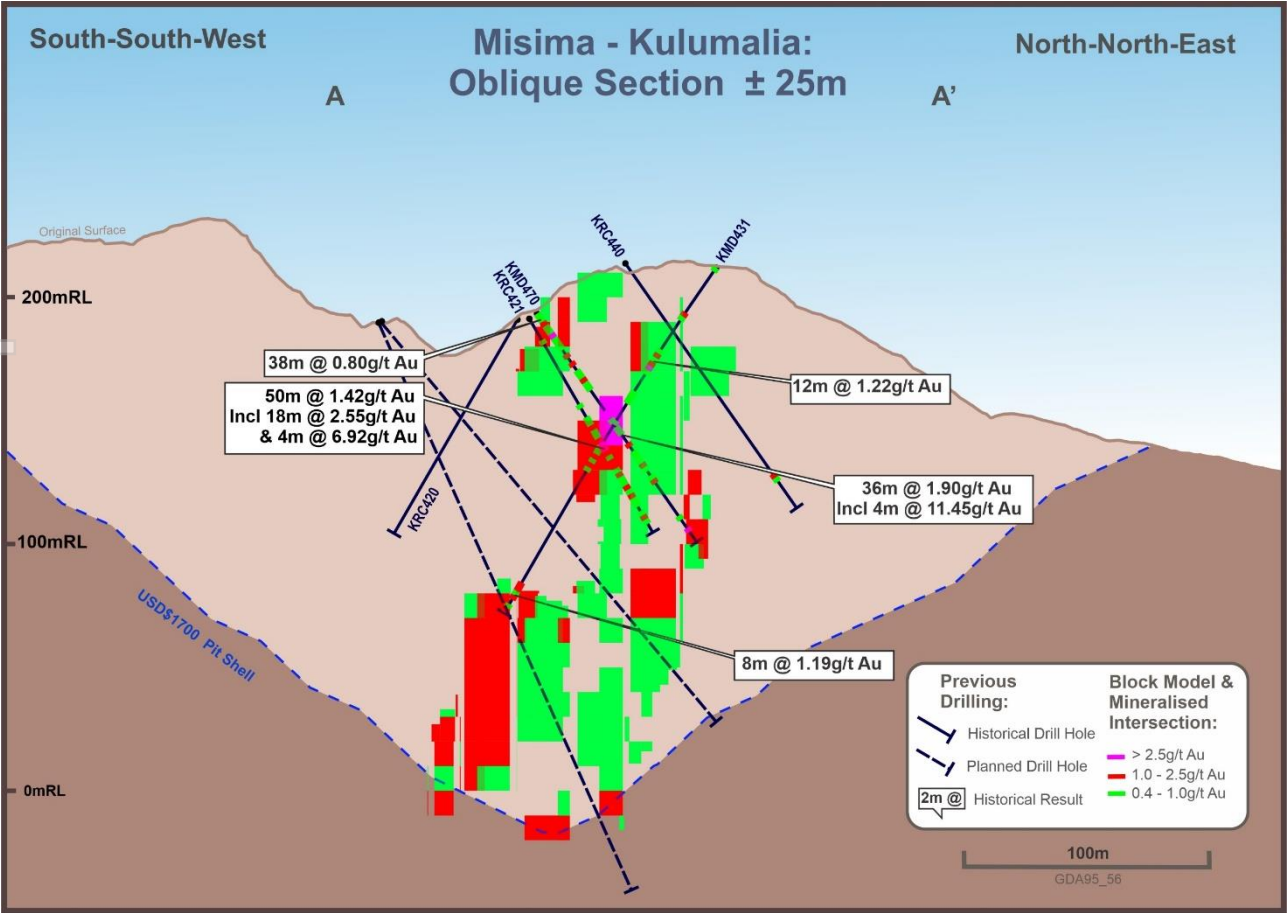 South-South-West
Misima - Kulumalia:
Oblique Section ± 25m
North-North-East
A
A'
Original Surface
KMD470
KRC421
KRC440
KMD431
200mRL
38m @ 0.80g/t Au
50m @ 1.42g/t Au
Incl 18m @ 2.55g/t Au
& 4m @ 6.92g/t Au
12m @ 1.22g/t Au
36m @ 1.90g/t Au
Incl 4m @ 11.45g/t Au
KRC420
100mRL
USD$1700 Pit Shell
8m @ 1.19g/t Au
0mRL
Previous
Drilling:
Historical Drill Hole
Planned Drill Hole
2m @
Historical Result
Block Model &
Mineralised
Intersection:
> 2.5g/t Au
1.0 - 2.5g/t Au
0.4 - 1.0g/t Au
100m
GDA95_56